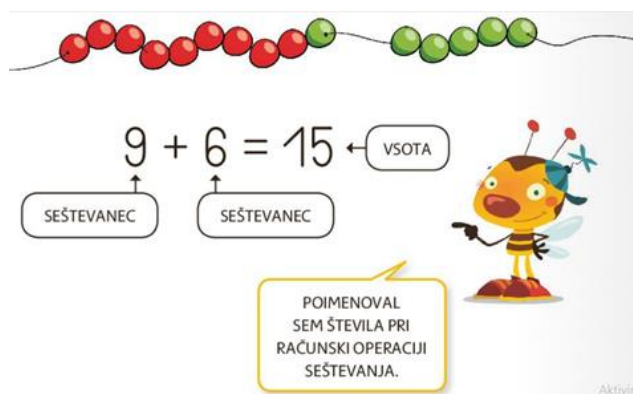 9 + 6 = 15 VSOTA
SEŠTEVANEC SEŠTEVANEC
POIMENOVAL
SEM ŠTEVILA PRI
RAČUNSKI OPERACIJI
SEŠTEVANJA.